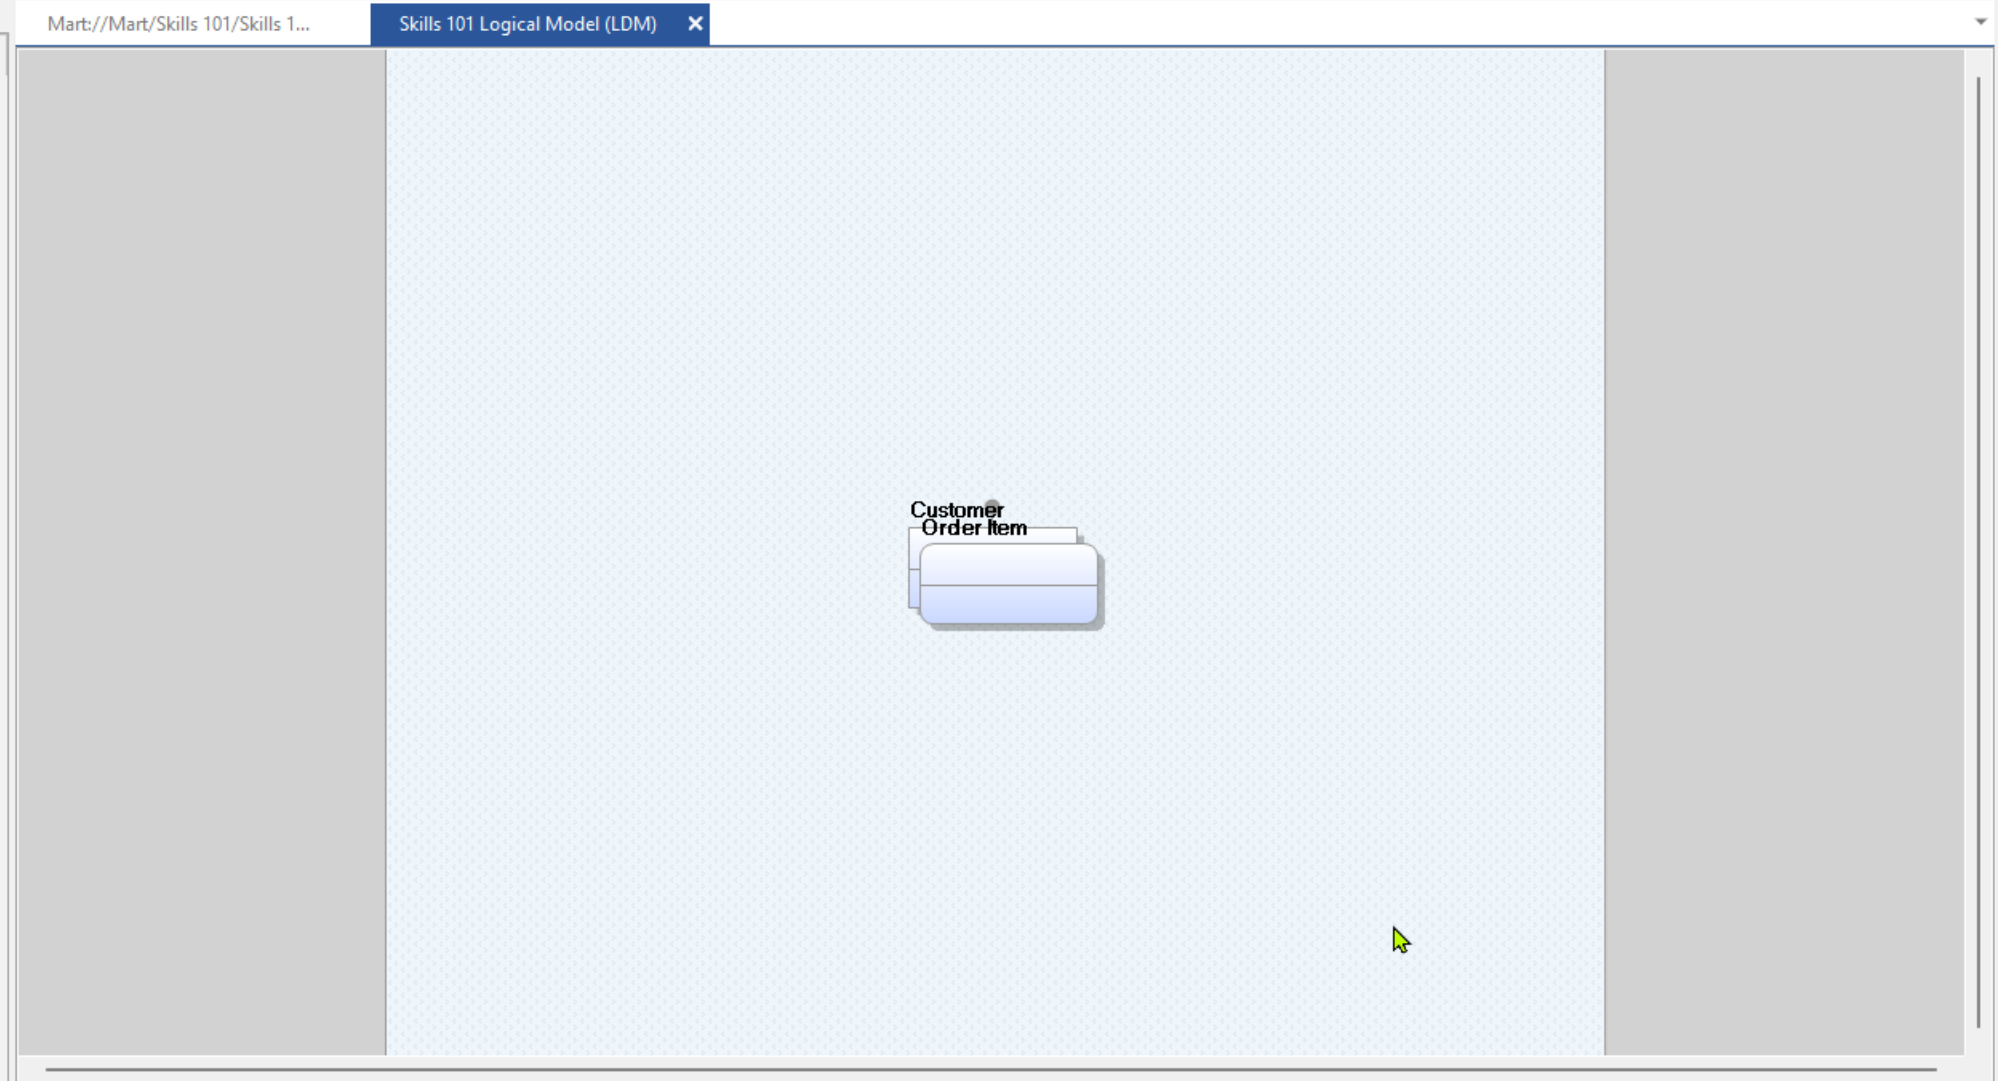 Mart://Mart/Skills 101/Skills 1...
Skills 101 Logical Model (LDM)
Customer
Order Item